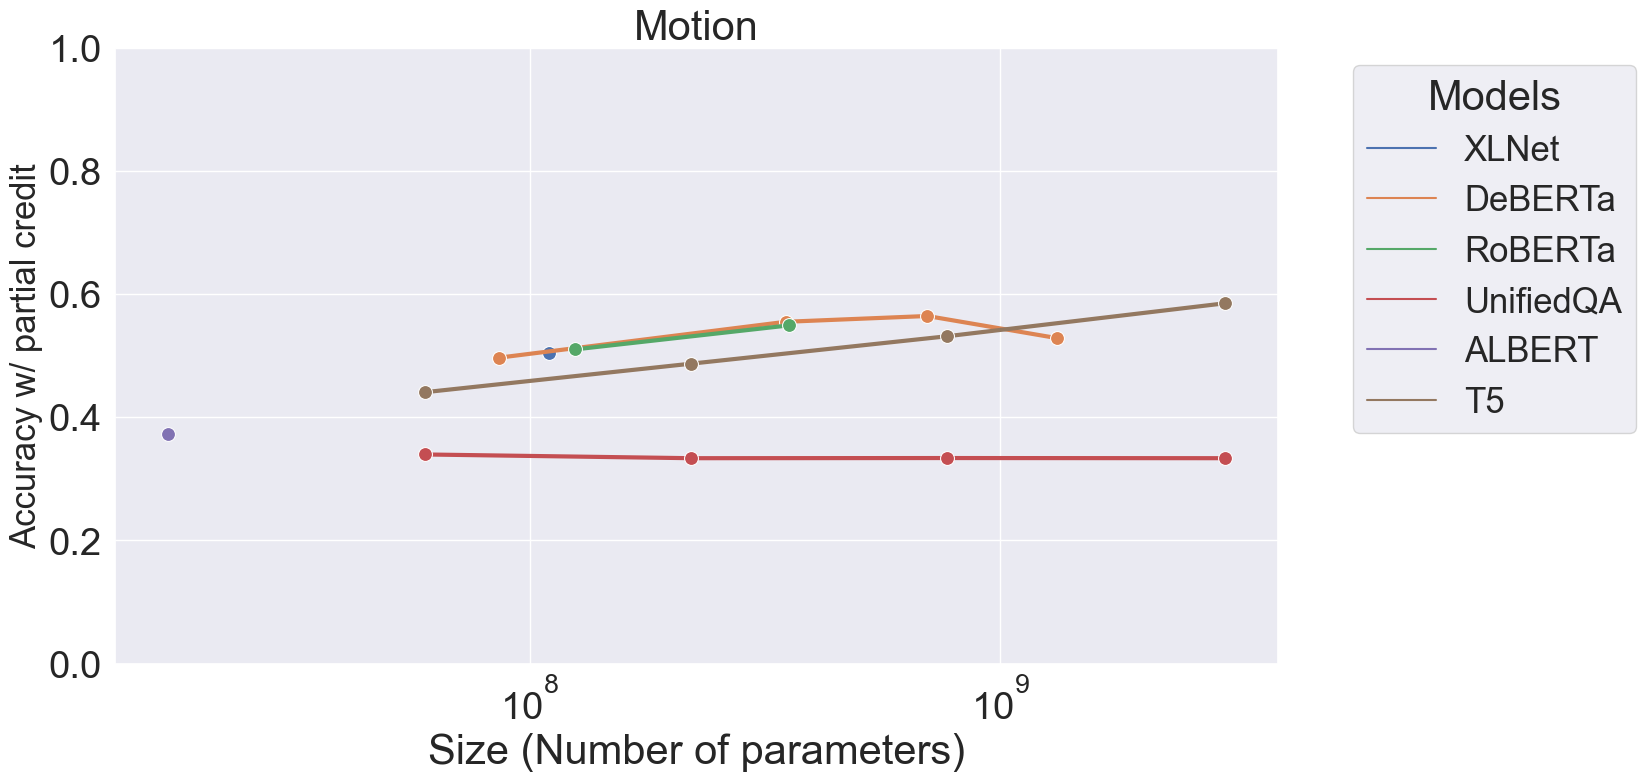 Motion
1.0
0.8
0.6
0.4
0.2
0.0
Accuracy w/ partial credit
10^8
10^9
Size (Number of parameters)
Models
XLNet
DeBERTa
RoBERTa
UnifiedQA
ALBERT
T5